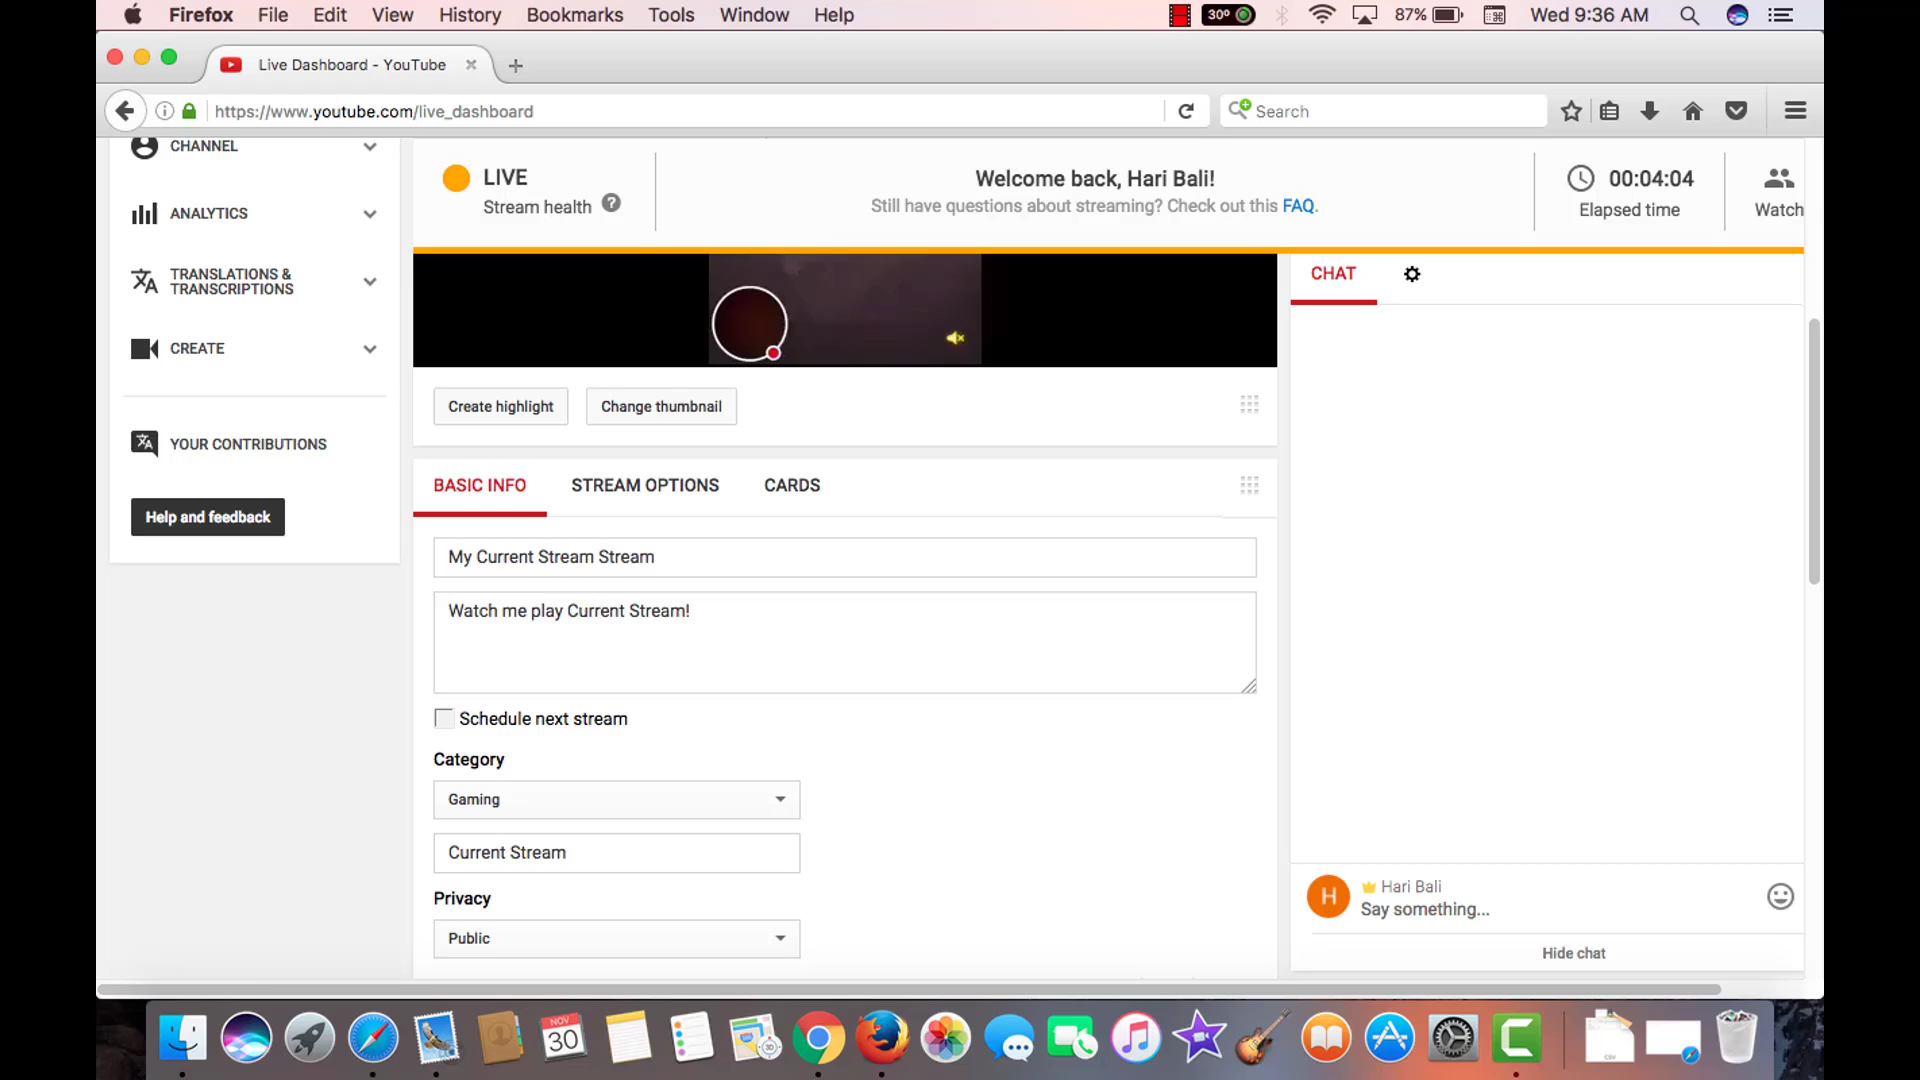 Firefox File Edit View History Bookmarks Tools Window Help 30° 87% Wed 9:36 AM
Live Dashboard - YouTube
https://www.youtube.com/live_dashboard
Search
CHANNEL
ANALYTICS
TRANSLATIONS &
TRANSCRIPTIONS
CREATE
YOUR CONTRIBUTIONS
Help and feedback
LIVE
Stream health
Welcome back, Hari Bali!
Still have questions about streaming? Check out this FAQ.
00:04:04
Elapsed time
Watch
Create highlight
Change thumbnail
BASIC INFO STREAM OPTIONS CARDS
My Current Stream Stream
Watch me play Current Stream!
Schedule next stream
Category
Gaming
Current Stream
Privacy
Public
CHAT
H
Hari Bali
Say something...
Hide chat
NOV
30
3D
CSV